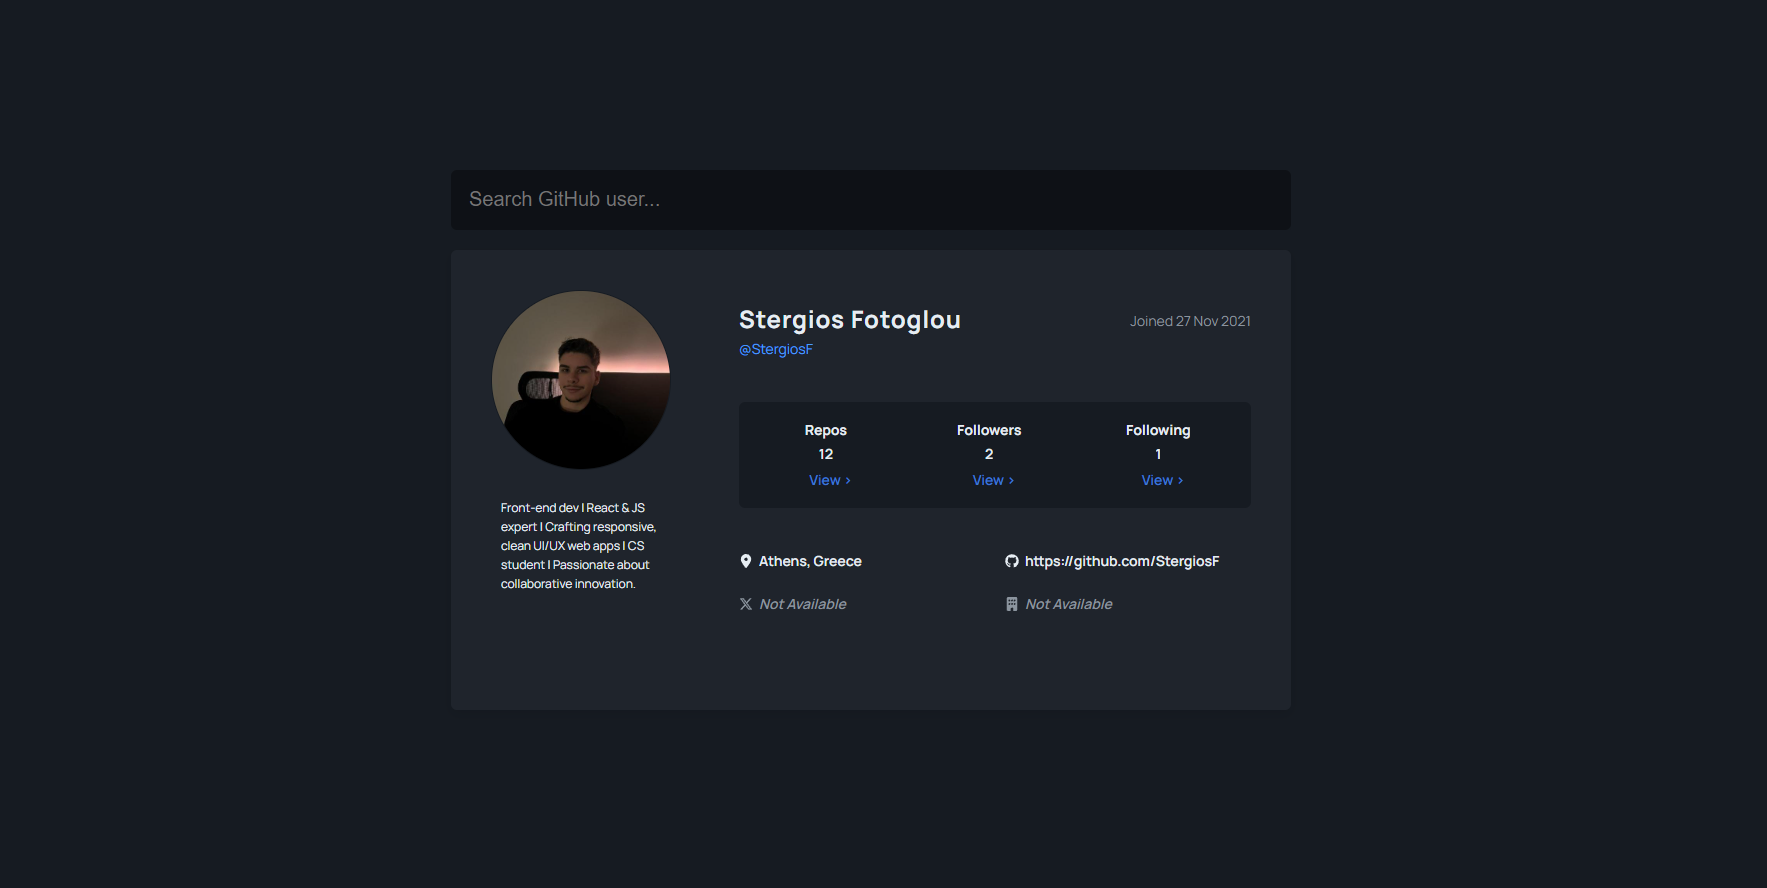 Search GitHub user...
Stergios Fotoglou
Joined 27 Nov 2021
@StergiosF
Repos
12
View >
Followers
2
View >
Following
1
View >
Front-end dev | React & JS
expert | Crafting responsive,
clean UI/UX web apps | CS
student | Passionate about
collaborative innovation.
Athens, Greece
https://github.com/StergiosF
Not Available
Not Available